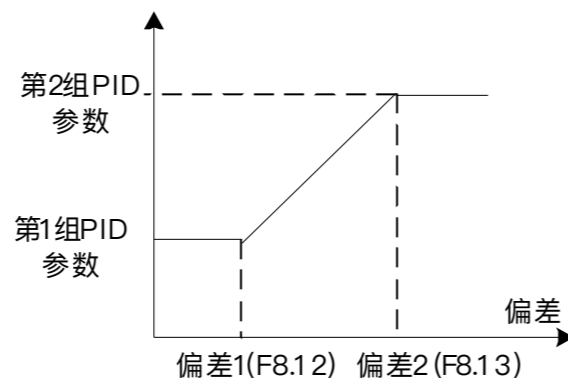 第2组PID
参数
第1组PID
参数
偏差
偏差1(F8.12) 偏差2(F8.13)